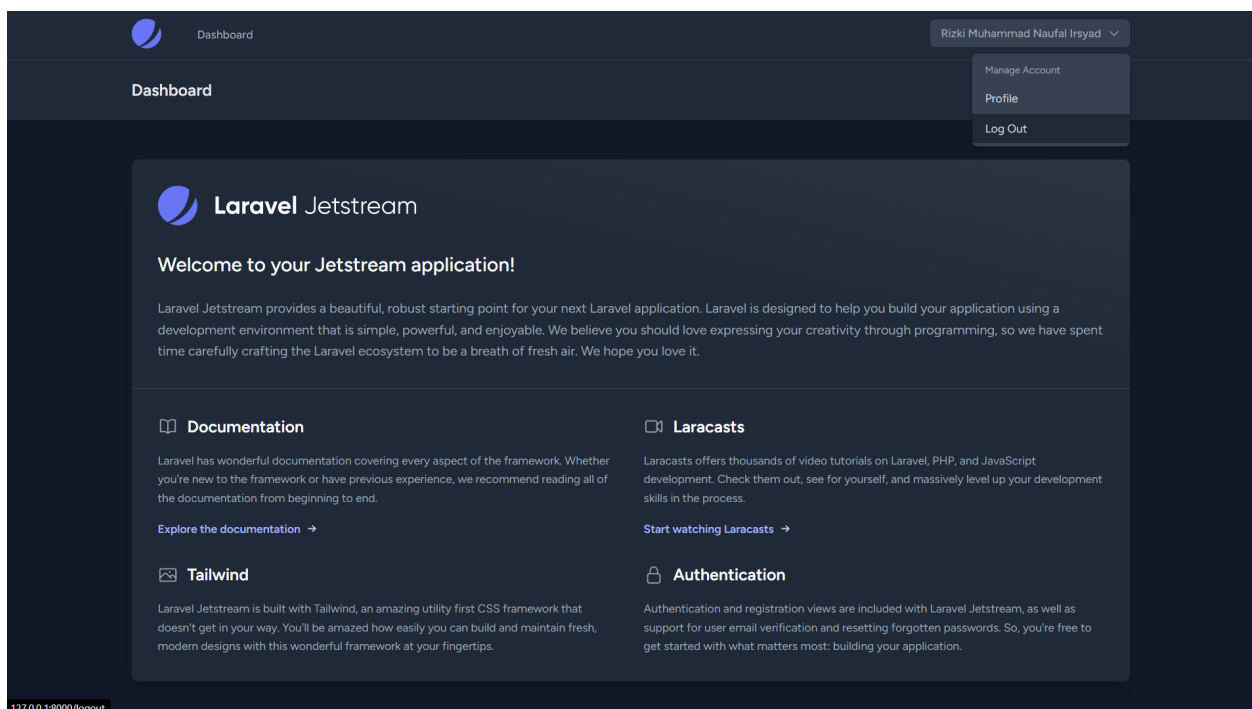 Dashboard
Rizki Muhammad Naufal Irsyad
Manage Account
Profile
Log Out
Dashboard
Laravel Jetstream
Welcome to your Jetstream application!
Laravel Jetstream provides a beautiful, robust starting point for your next Laravel application. Laravel is designed to help you build your application using a
development environment that is simple, powerful, and enjoyable. We believe you should love expressing your creativity through programming, so we have spent
time carefully crafting the Laravel ecosystem to be a breath of fresh air. We hope you love it.
Documentation
Laravel has wonderful documentation covering every aspect of the framework. Whether
you're new to the framework or have previous experience, we recommend reading all of
the documentation from beginning to end.
Explore the documentation →
Laracasts
Laracasts offers thousands of video tutorials on Laravel, PHP, and JavaScript
development. Check them out, see for yourself, and massively level up your development
skills in the process.
Start watching Laracasts →
Tailwind
Laravel Jetstream is built with Tailwind, an amazing utility first CSS framework that
doesn't get in your way. You'll be amazed how easily you can build and maintain fresh,
modern designs with this wonderful framework at your fingertips.
Authentication
Authentication and registration views are included with Laravel Jetstream, as well as
support for user email verification and resetting forgotten passwords. So, you're free to
get started with what matters most: building your application.
127.0.0.1:8000/logout